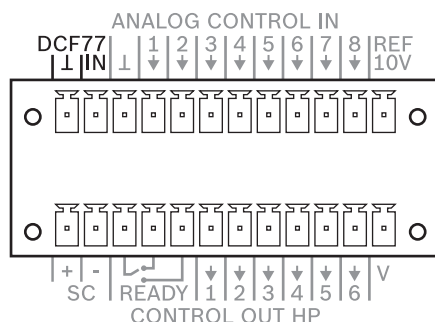 ANALOG CONTROL IN
DCF77 1 2 3 4 5 6 7 8 REF
⊥ IN ⊥ ↓ ↓ ↓ ↓ ↓ ↓ ↓ ↓ 10V
+ - ↓ ↓ ↓ ↓ ↓ ↓ V
SC READY 1 2 3 4 5 6
CONTROL OUT HP